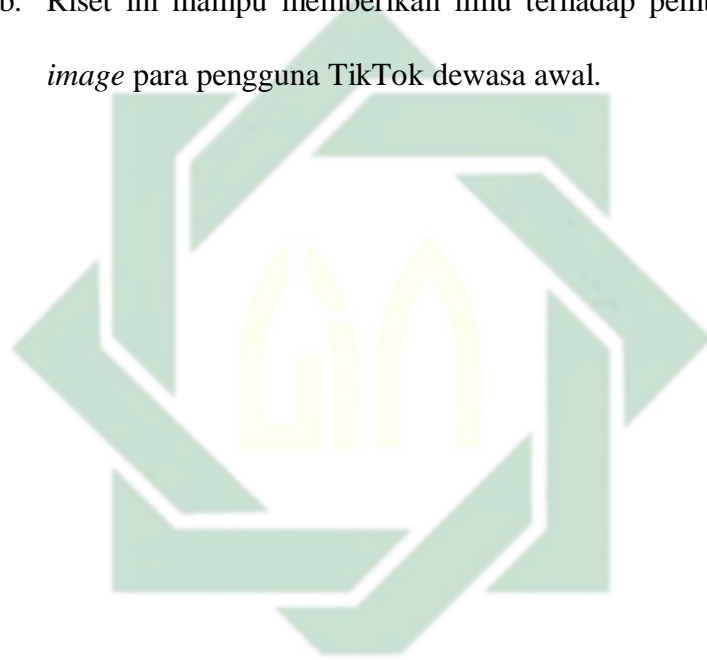 b. Riset ini mampu memberikan ilmu terhadap
image para pengguna TikTok dewasa awal.